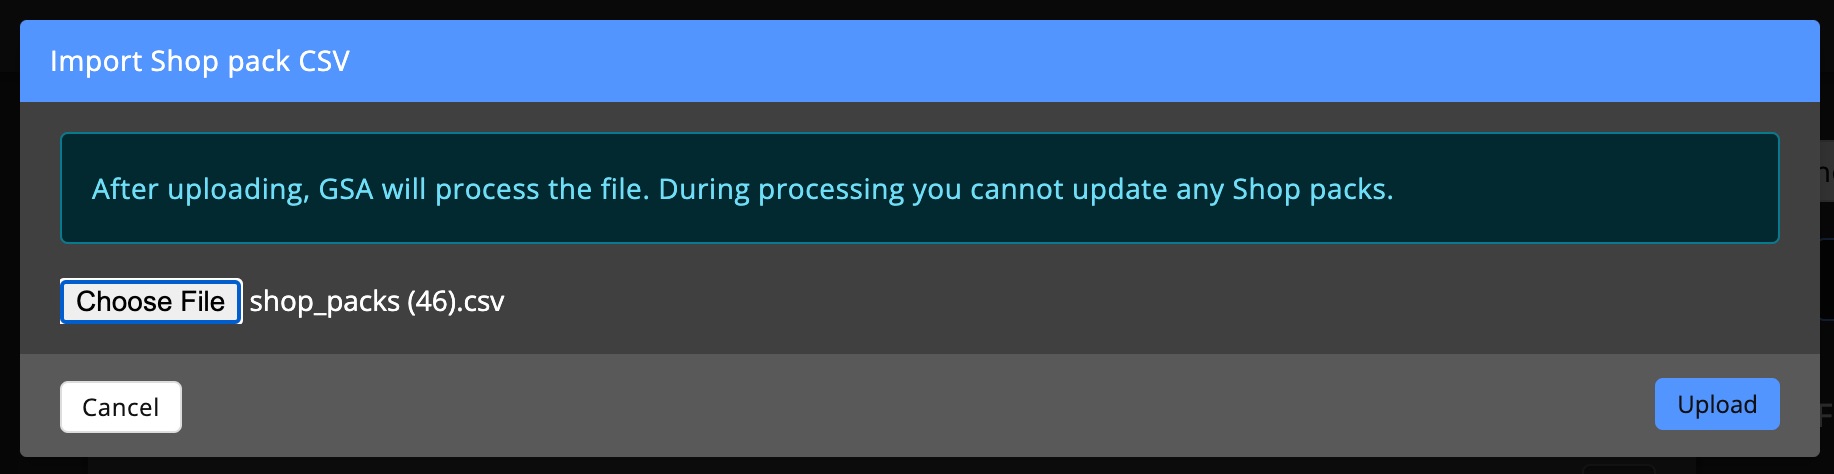 Import Shop pack CSV
After uploading, GSA will process the file. During processing you cannot update any Shop packs.
Choose File shop_packs (46).csv
Cancel
Upload